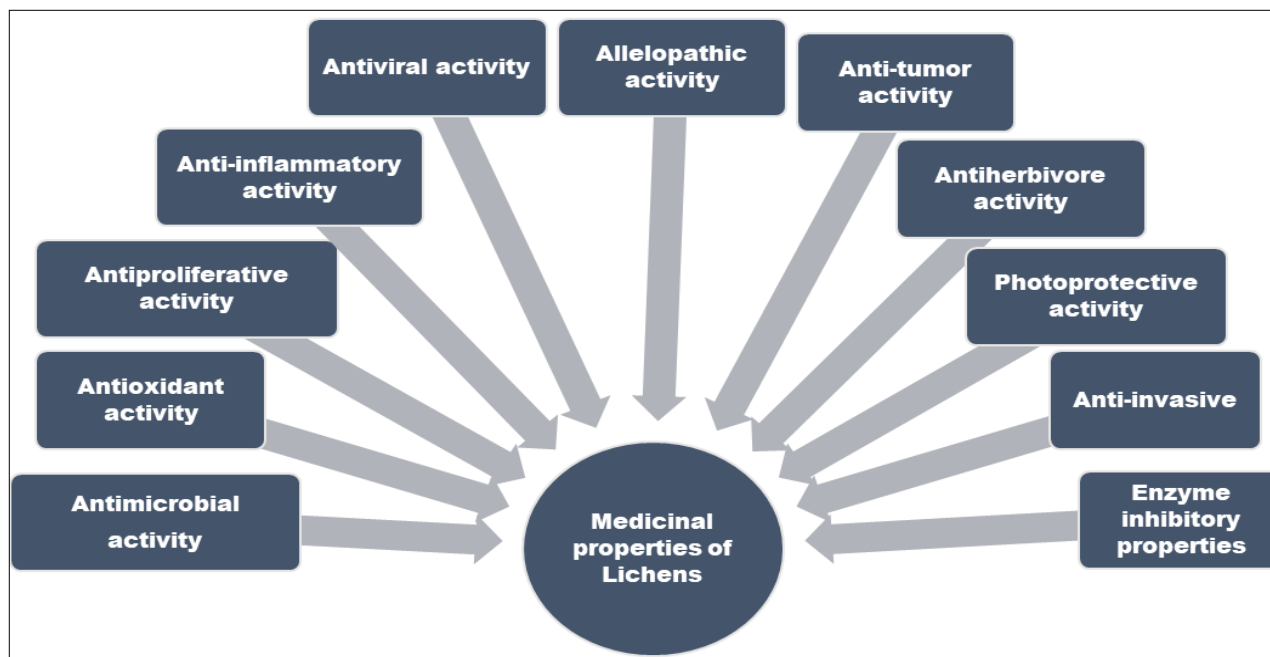 Antiviral activity
Allelopathic
activity
Anti-tumor
activity
Anti-inflammatory
activity
Antiherbivore
activity
Antiproliferative
activity
Photoprotective
activity
Antioxidant
activity
Anti-invasive
Antimicrobial
activity
Enzyme
inhibitory
properties
Medicinal
properties of
Lichens